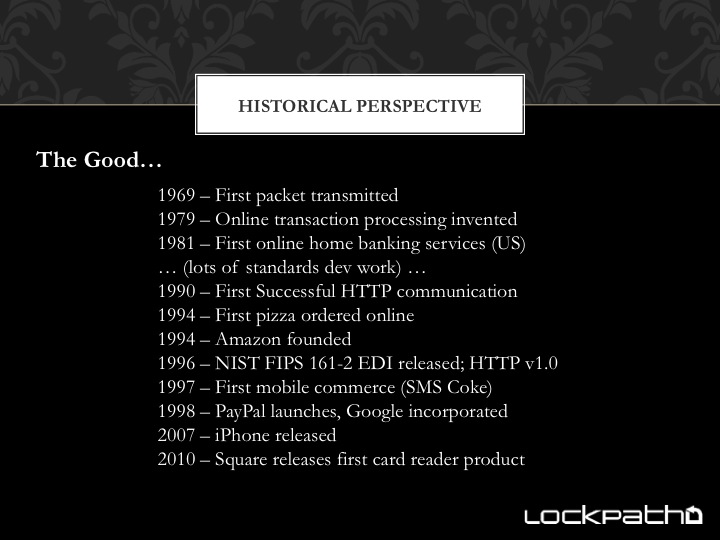 HISTORICAL PERSPECTIVE
The Good…
1969 – First packet transmitted
1979 – Online transaction processing invented
1981 – First online home banking services (US)
… (lots of standards dev work) …
1990 – First Successful HTTP communication
1994 – First pizza ordered online
1994 – Amazon founded
1996 – NIST FIPS 161-2 EDI released; HTTP v1.0
1997 – First mobile commerce (SMS Coke)
1998 – PayPal launches, Google incorporated
2007 – iPhone released
2010 – Square releases first card reader product
LOCKPATH